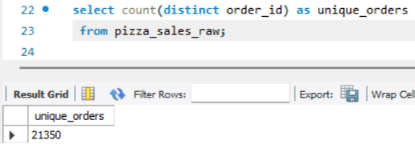 22 select count(distinct order_id) as unique_orders
23 from pizza_sales_raw;
24
Result Grid Filter Rows: Export: Wrap Cell
unique_orders
21350